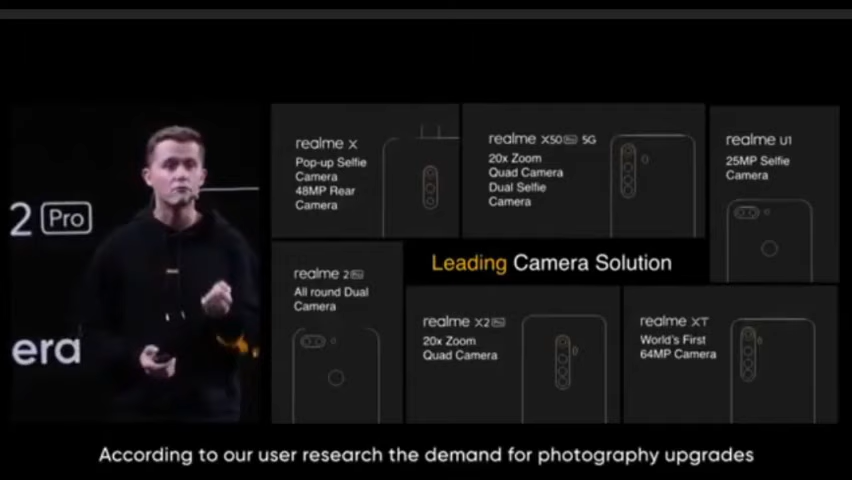 2 Pro
era
realme X
Pop-up Selfie
Camera
48MP Rear
Camera
realme X50 Pro 5G
20x Zoom
Quad Camera
Dual Selfie
Camera
realme U1
25MP Selfie
Camera
realme 2 Pro
All round Dual
Camera
Leading Camera Solution
realme X2 Pro
20x Zoom
Quad Camera
realme XT
World's First
64MP Camera
According to our user research the demand for photography upgrades